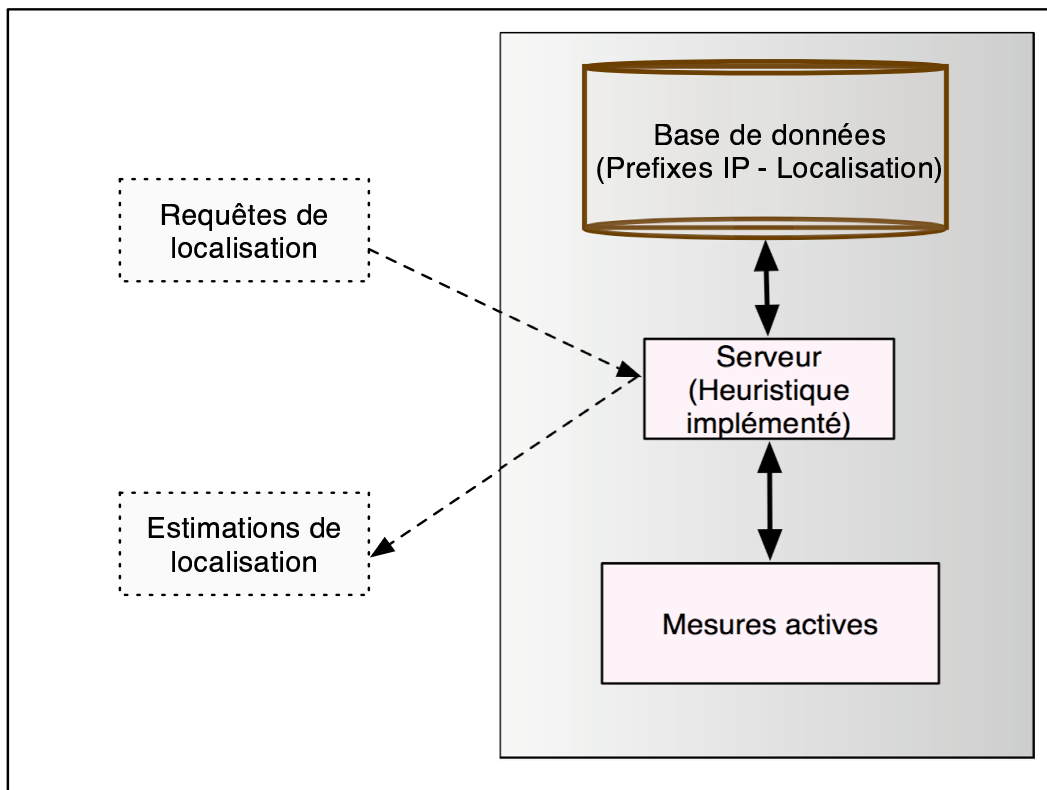 Base de données
(Prefixes IP - Localisation)
Requêtes de
localisation
Serveur
(Heuristique
implémenté)
Estimations de
localisation
Mesures actives